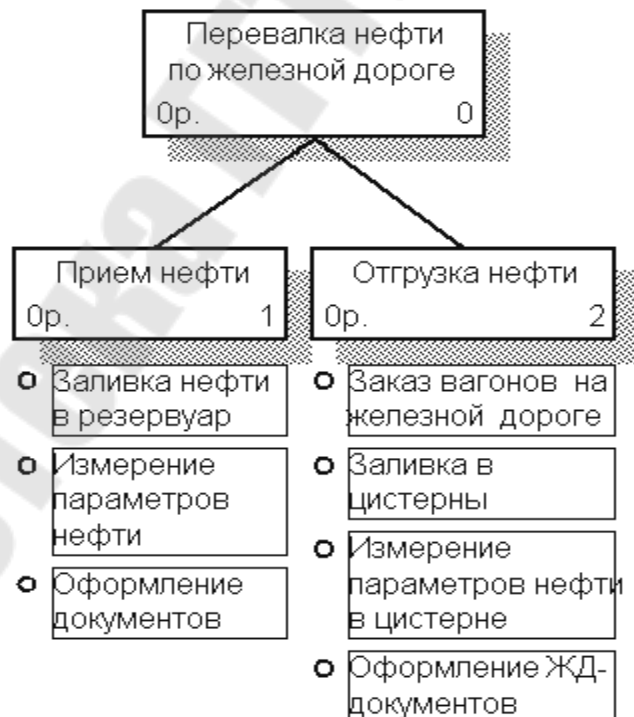 Перевалка нефти
по железной дороге
0р. 0
Прием нефти
0р. 1
Заливка нефти
в резервуар
Измерение
параметров
нефти
Оформление
документов
Отгрузка нефти
0р. 2
Заказ вагонов на
железной дороге
Заливка в
цистерны
Измерение
параметров нефти
в цистерне
Оформление ЖД-
документов